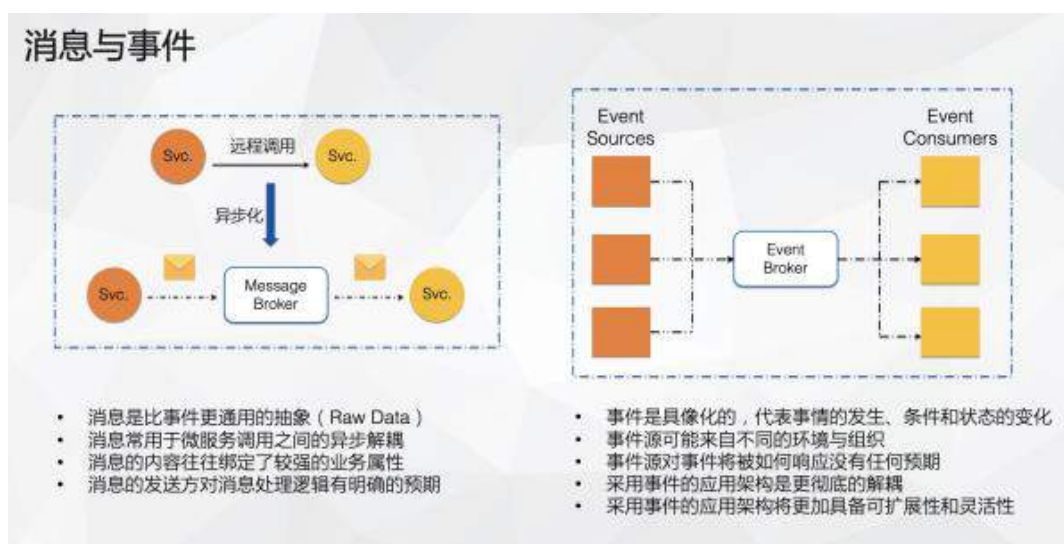 消息与事件
远程调用
Svc.
Svc.
异步化
Svc.
Message
Broker
Svc.
• 消息是比事件更通用的抽象（Raw Data）
• 消息常用于微服务调用之间的异步解耦
• 消息的内容往往绑定了较强的业务属性
• 消息的发送方对消息处理逻辑有明确的预期
Event
Sources
Event
Consumers
Event
Broker
• 事件是具像化的，代表事情的发生、条件和状态的变化
• 事件源可能来自不同的环境与组织
• 事件源对事件将被如何响应没有任何预期
• 采用事件的应用架构是更彻底的解耦
• 采用事件的应用架构将更加具备可扩展性和灵活性